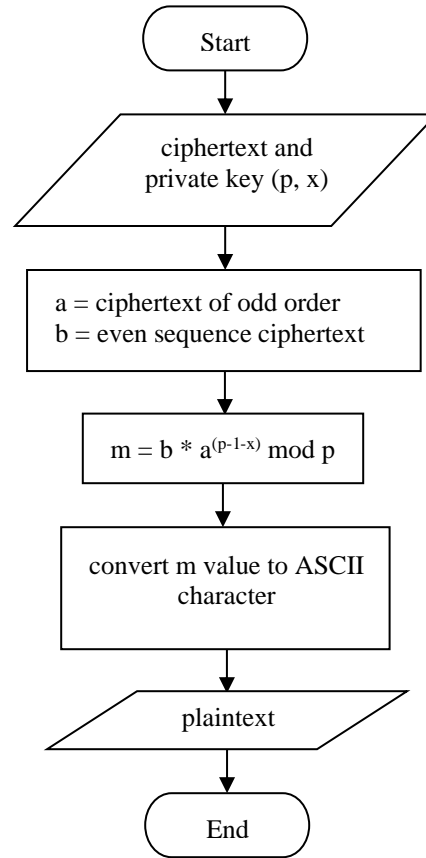 Start
ciphertext and
private key (p, x)
a = ciphertext of odd order
b = even sequence ciphertext
m = b * a^(p-1-x) mod p
convert m value to ASCII
character
plaintext
End